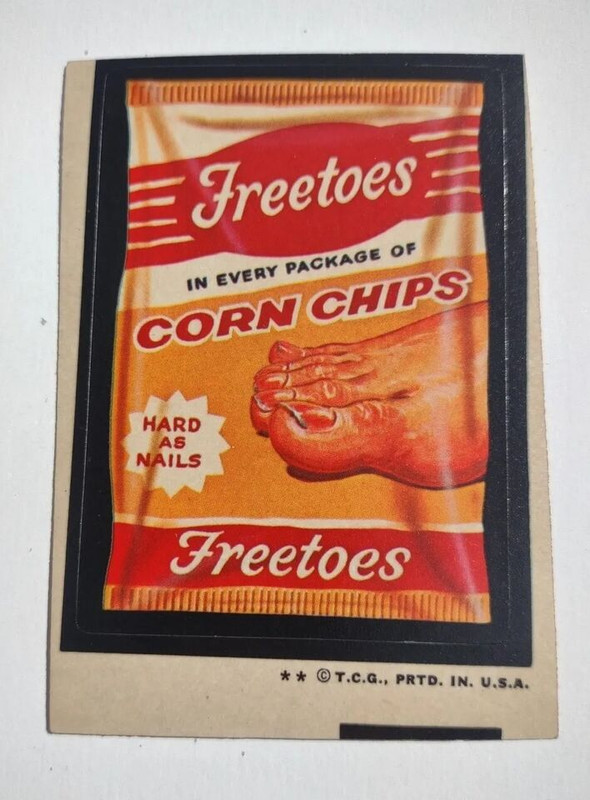 Freetoes
IN EVERY PACKAGE OF
CORN CHIPS
HARD
AS
NAILS
Freetoes
** © T.C.G., PRTD. IN. U.S.A.